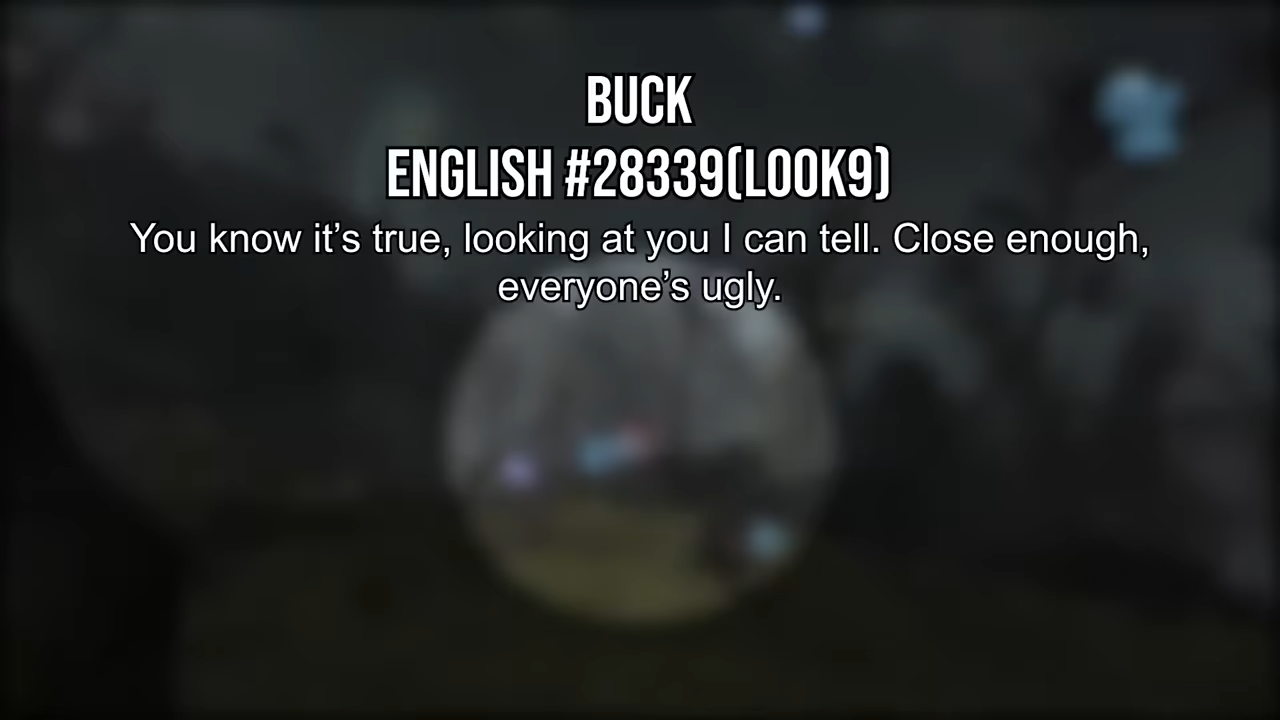 BUCK
ENGLISH #28339(LOOK9)
You know it’s true, looking at you I can tell. Close enough,
everyone’s ugly.